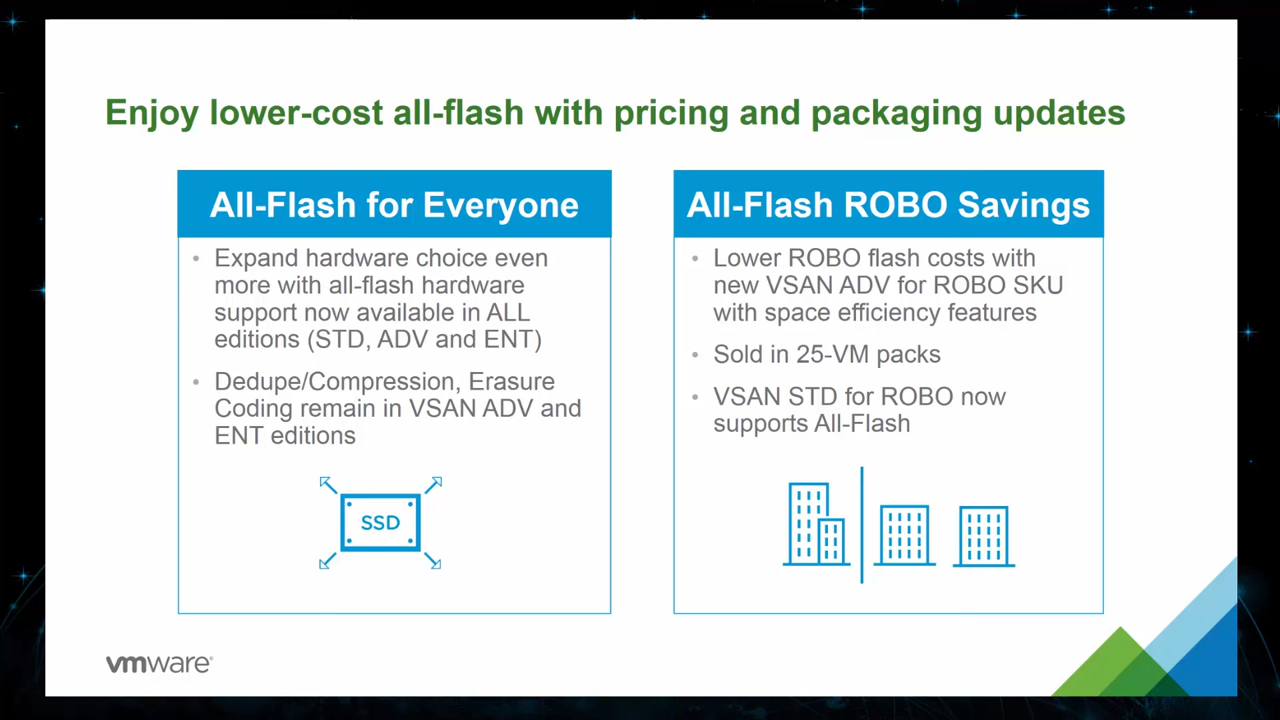 Enjoy lower-cost all-flash with pricing and packaging updates
All-Flash for Everyone
• Expand hardware choice even
more with all-flash hardware
support now available in ALL
editions (STD, ADV and ENT)
• Dedupe/Compression, Erasure
Coding remain in VSAN ADV and
ENT editions
SSD
All-Flash ROBO Savings
• Lower ROBO flash costs with
new VSAN ADV for ROBO SKU
with space efficiency features
• Sold in 25-VM packs
• VSAN STD for ROBO now
supports All-Flash
vmware®